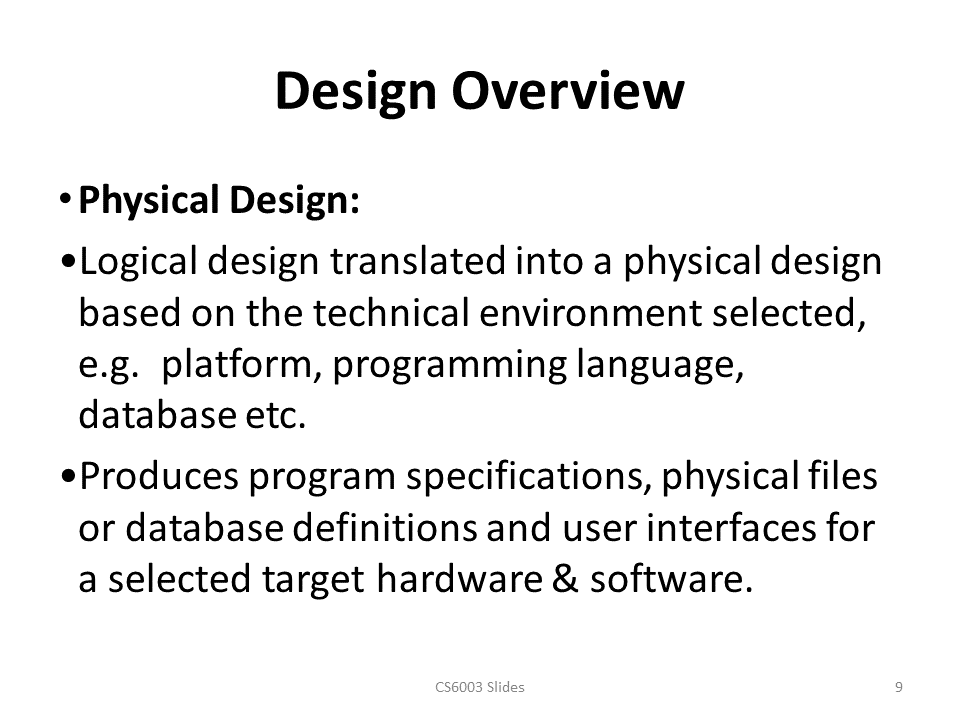 Design Overview
• Physical Design:
•Logical design translated into a physical design
based on the technical environment selected,
e.g.  platform, programming language,
database etc.
•Produces program specifications, physical files
or database definitions and user interfaces for
a selected target hardware & software.
CS6003 Slides
9